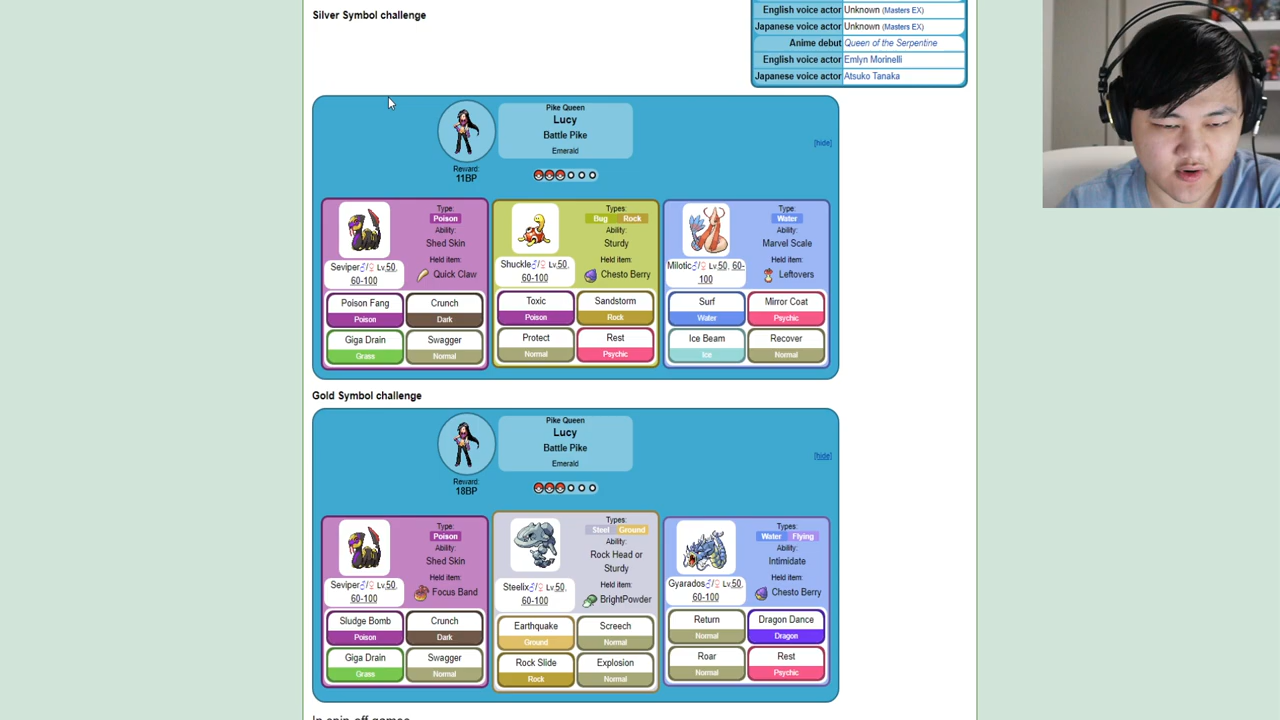 Silver Symbol challenge
English voice actor Unknown (Masters EX)
Japanese voice actor Unknown (Masters EX)
Anime debut Queen of the Serpentine
English voice actor Emlyn Morinelli
Japanese voice actor Atsuko Tanaka
Pike Queen
Lucy
Battle Pike
Emerald
[hide]
Reward:
11BP
Type:
Poison
Ability:
Shed Skin
Held item:
Quick Claw
Seviper♂/♀ Lv.50,
60-100
Poison Fang
Poison
Crunch
Dark
Giga Drain
Grass
Swagger
Normal
Types:
Bug Rock
Ability:
Sturdy
Held item:
Chesto Berry
Shuckle♂/♀ Lv.50,
60-100
Toxic
Poison
Sandstorm
Rock
Protect
Normal
Rest
Psychic
Type:
Water
Ability:
Marvel Scale
Held item:
Leftovers
Milotic♂/♀ Lv.50, 60-
100
Surf
Water
Mirror Coat
Psychic
Ice Beam
Ice
Recover
Normal
Gold Symbol challenge
Pike Queen
Lucy
Battle Pike
Emerald
[hide]
Reward:
18BP
Type:
Poison
Ability:
Shed Skin
Held item:
Focus Band
Seviper♂/♀ Lv.50,
60-100
Sludge Bomb
Poison
Crunch
Dark
Giga Drain
Grass
Swagger
Normal
Types:
Steel Ground
Ability:
Rock Head or
Sturdy
Held item:
BrightPowder
Steelix♂/♀ Lv.50,
60-100
Earthquake
Ground
Screech
Normal
Rock Slide
Rock
Explosion
Normal
Types:
Water Flying
Ability:
Intimidate
Held item:
Chesto Berry
Gyarados♂/♀ Lv.50,
60-100
Return
Normal
Dragon Dance
Dragon
Roar
Normal
Rest
Psychic
In spin-off games